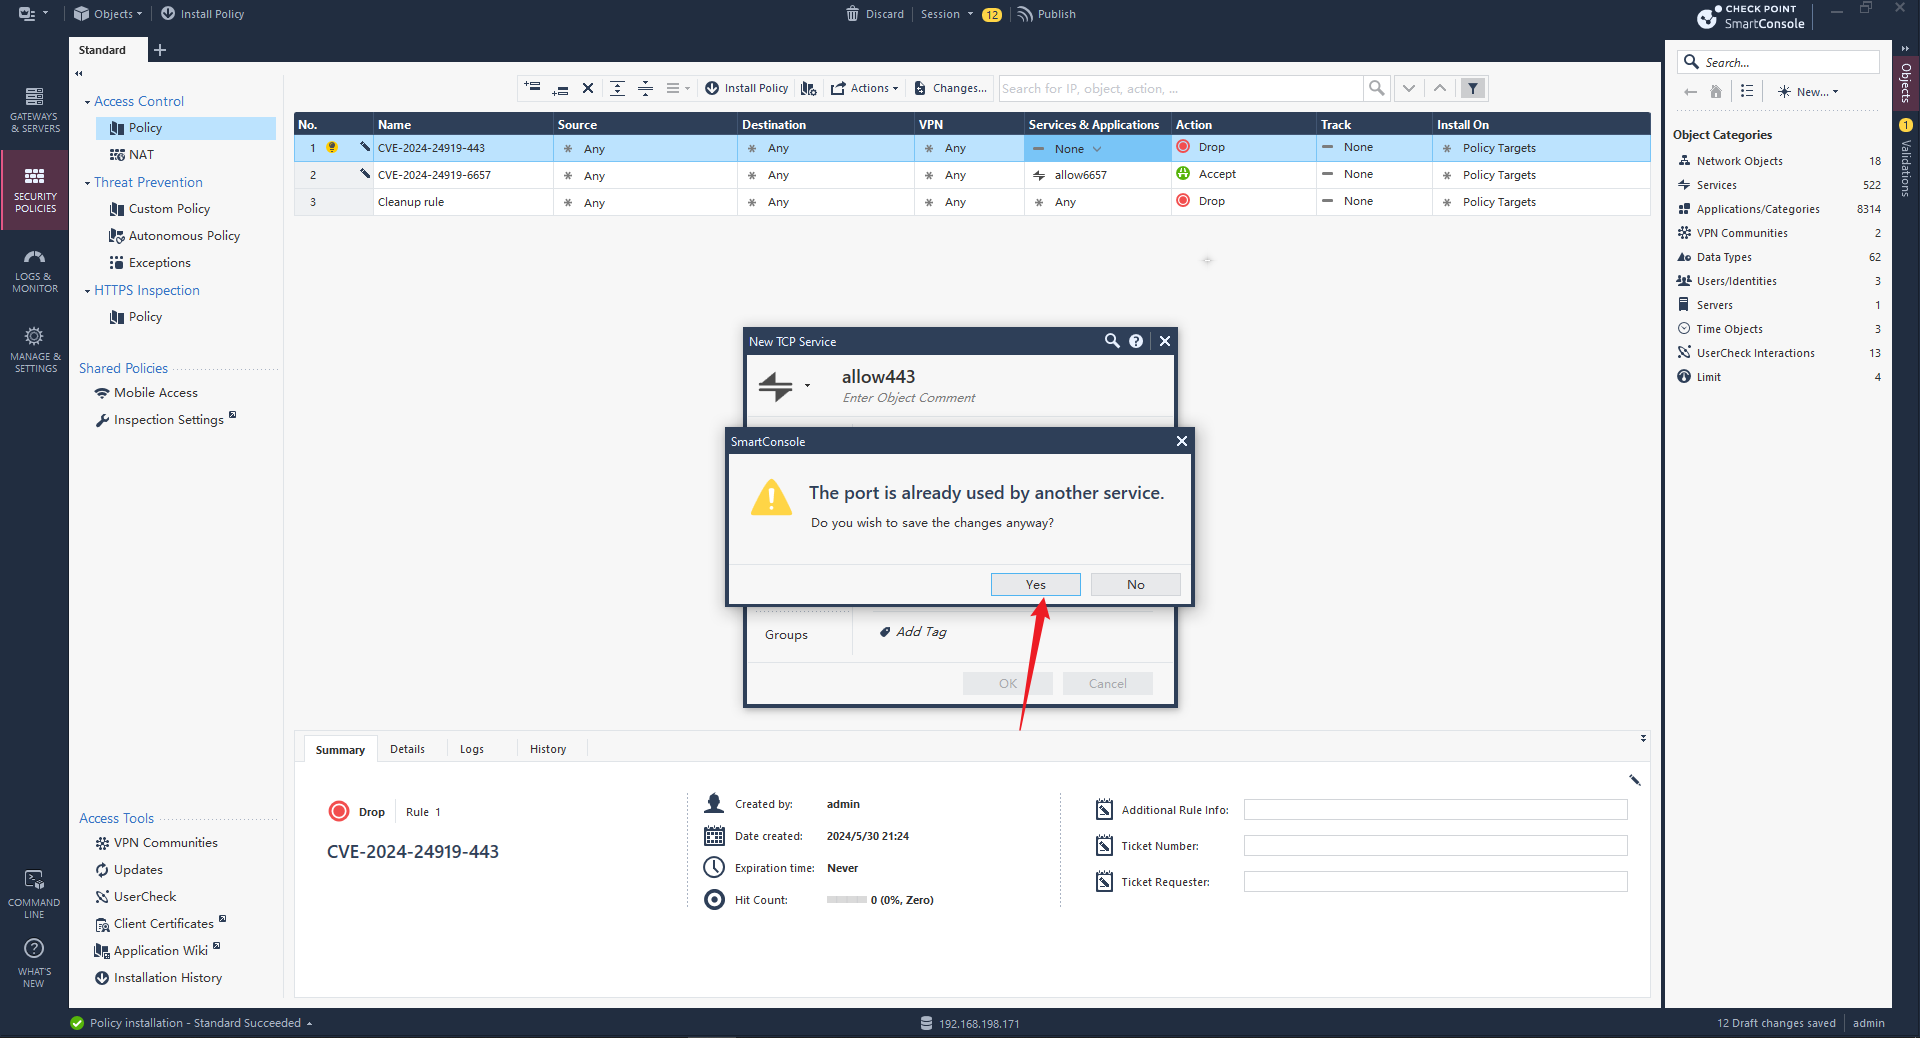 Objects
Install Policy
Discard
Session
12
Publish
CHECK POINT
SmartConsole
Standard
GATEWAYS
& SERVERS
SECURITY
POLICIES
LOGS &
MONITOR
MANAGE &
SETTINGS
COMMAND
LINE
WHAT'S
NEW
Access Control
Policy
NAT
Threat Prevention
Custom Policy
Autonomous Policy
Exceptions
HTTPS Inspection
Policy
Shared Policies
Mobile Access
Inspection Settings
Access Tools
VPN Communities
Updates
UserCheck
Client Certificates
Application Wiki
Installation History
Install Policy
Actions
Changes...
Search for IP, object, action, ...
No. Name Source Destination VPN Services & Applications Action Track Install On
1 CVE-2024-24919-443 Any Any Any None Drop None Policy Targets
2 CVE-2024-24919-6657 Any Any Any allow6657 Accept None Policy Targets
3 Cleanup rule Any Any Any Any Drop None Policy Targets
New TCP Service
allow443
Enter Object Comment
SmartConsole
The port is already used by another service.
Do you wish to save the changes anyway?
Yes
No
Groups
Add Tag
OK
Cancel
Summary
Details
Logs
History
Drop
Rule 1
CVE-2024-24919-443
Created by: admin
Date created: 2024/5/30 21:24
Expiration time: Never
Hit Count: 0 (0%, Zero)
Additional Rule Info:
Ticket Number:
Ticket Requester:
Search...
New...
Object Categories
Network Objects 18
Services 522
Applications/Categories 8314
VPN Communities 2
Data Types 62
Users/Identities 3
Servers 1
Time Objects 3
UserCheck Interactions 13
Limit 4
Objects
1
Validations
Policy installation - Standard Succeeded
192.168.198.171
12 Draft changes saved
admin